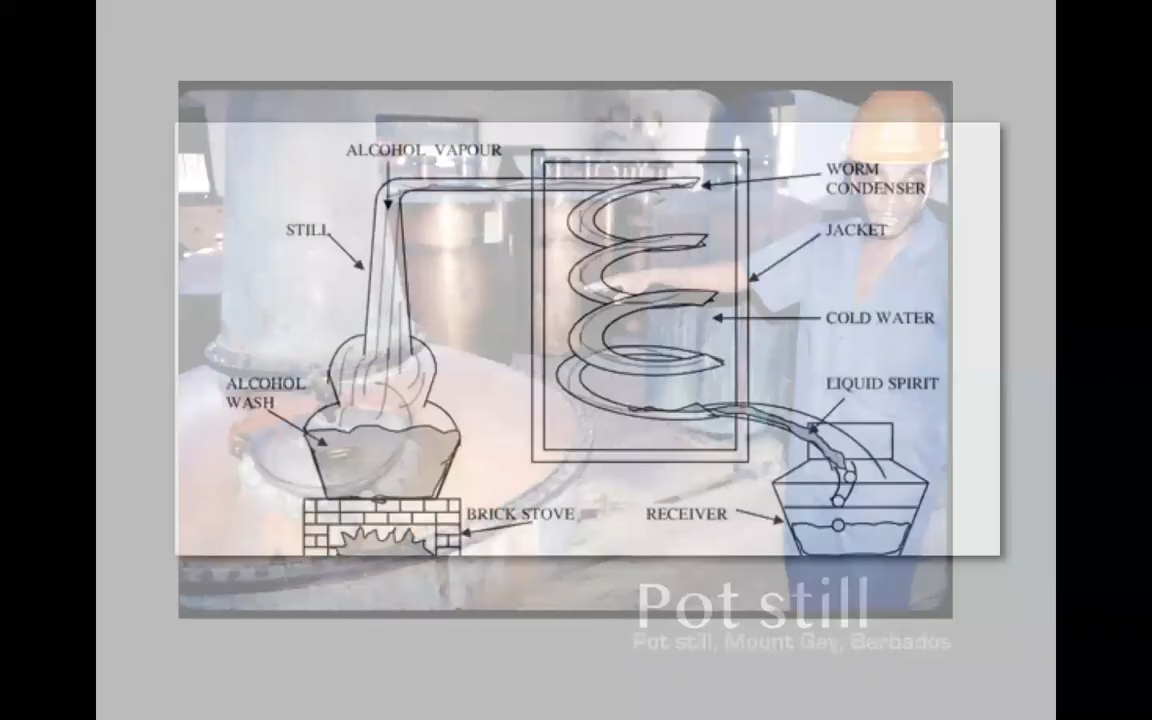 ALCOHOL VAPOUR
WORM
CONDENSER
STILL
JACKET
COLD WATER
ALCOHOL
WASH
LIQUID SPIRIT
BRICK STOVE
RECEIVER
Pot still
Pot still, Mount Gay, Barbados